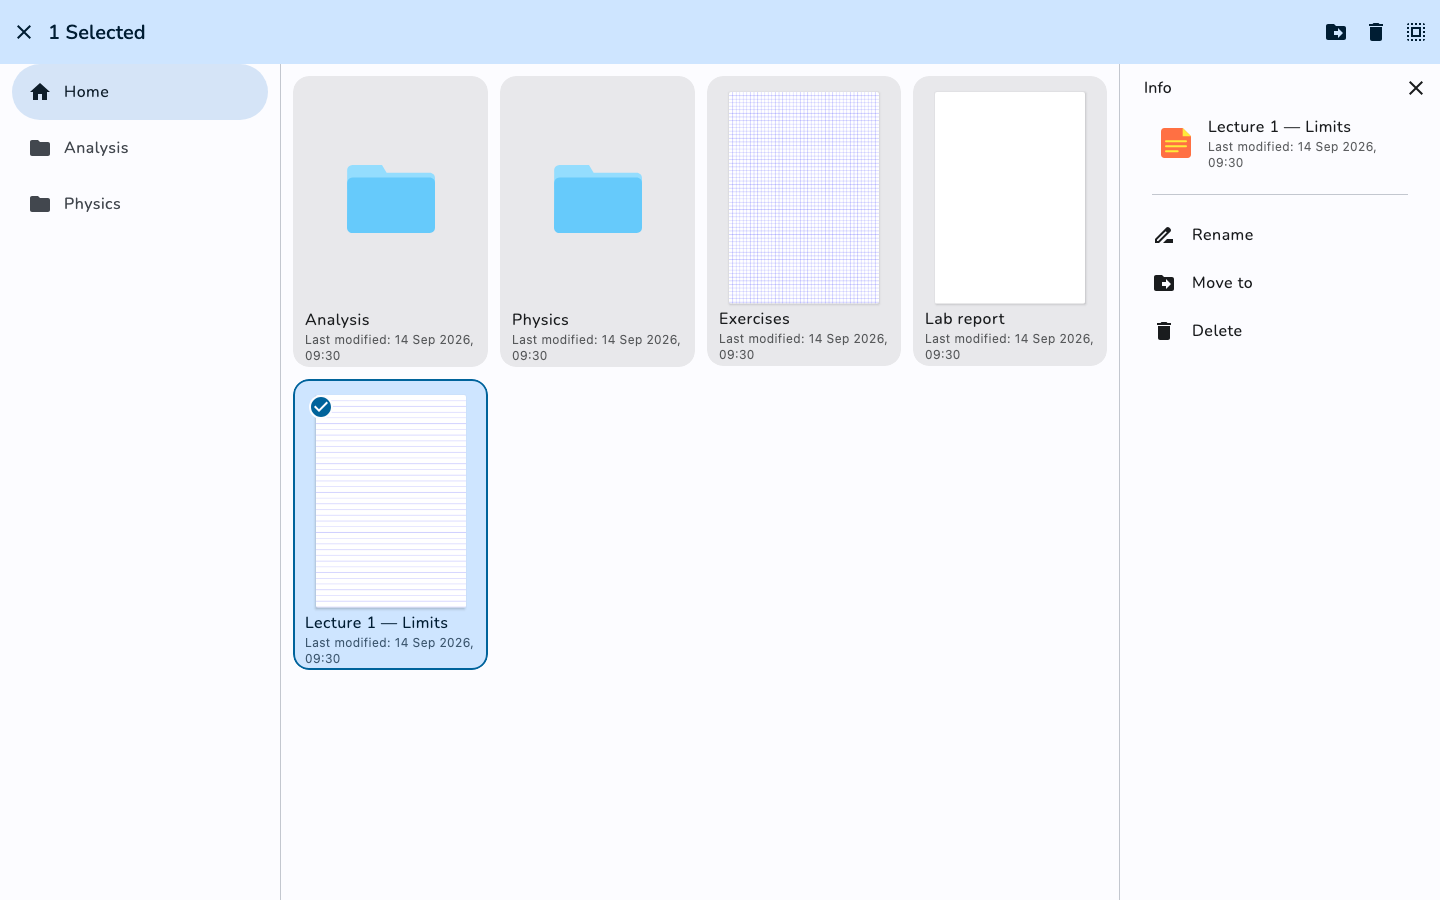 1 Selected
Home
Analysis
Physics
Analysis
Last modified: 14 Sep 2026,
09:30
Physics
Last modified: 14 Sep 2026,
09:30
Exercises
Last modified: 14 Sep 2026,
09:30
Lab report
Last modified: 14 Sep 2026,
09:30
Lecture 1 — Limits
Last modified: 14 Sep 2026,
09:30
Info
Lecture 1 — Limits
Last modified: 14 Sep 2026,
09:30
Rename
Move to
Delete